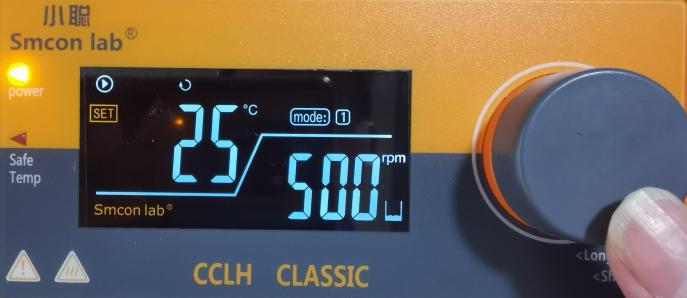 小聪
Smcon lab®
power
SET
25 °C
mode: 1
500 rpm
Smcon lab®
Safe
Temp
CCLH CLASSIC